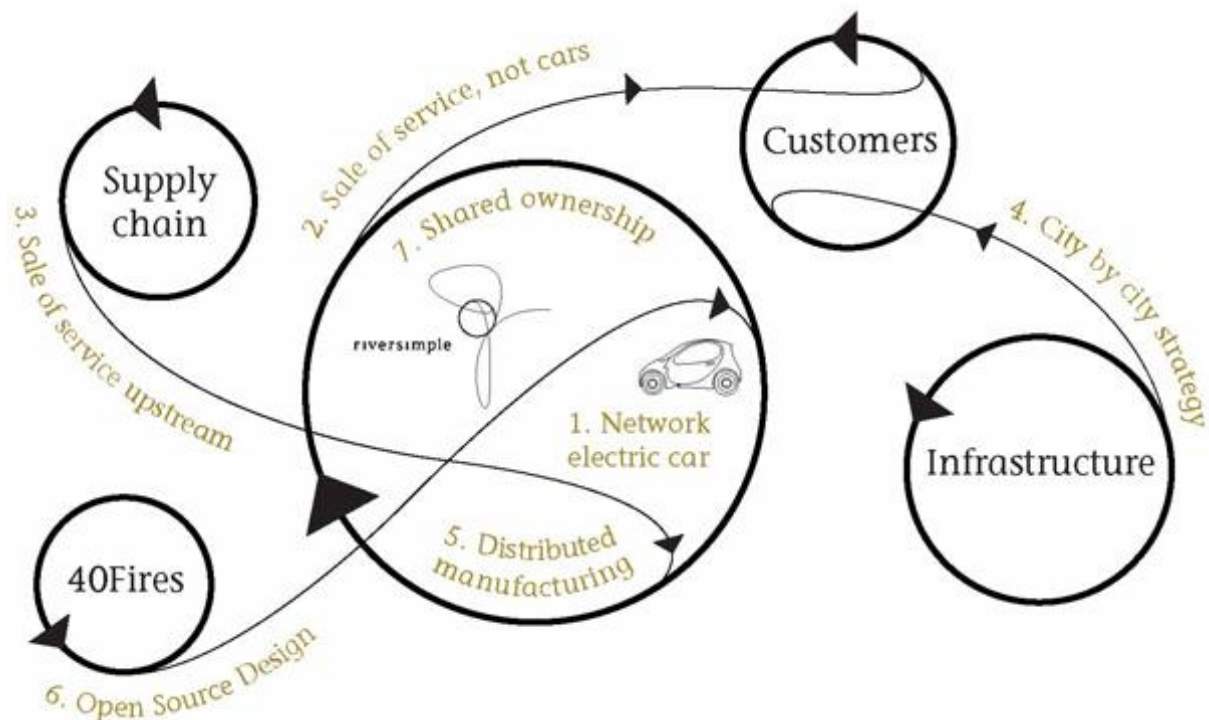 2. Sale of service, not cars
Customers
Supply
chain
7. Shared ownership
4. City by city strategy
3. Sale of service upstream
riversimple
1. Network
electric car
Infrastructure
5. Distributed
manufacturing
40Fires
6. Open Source Design